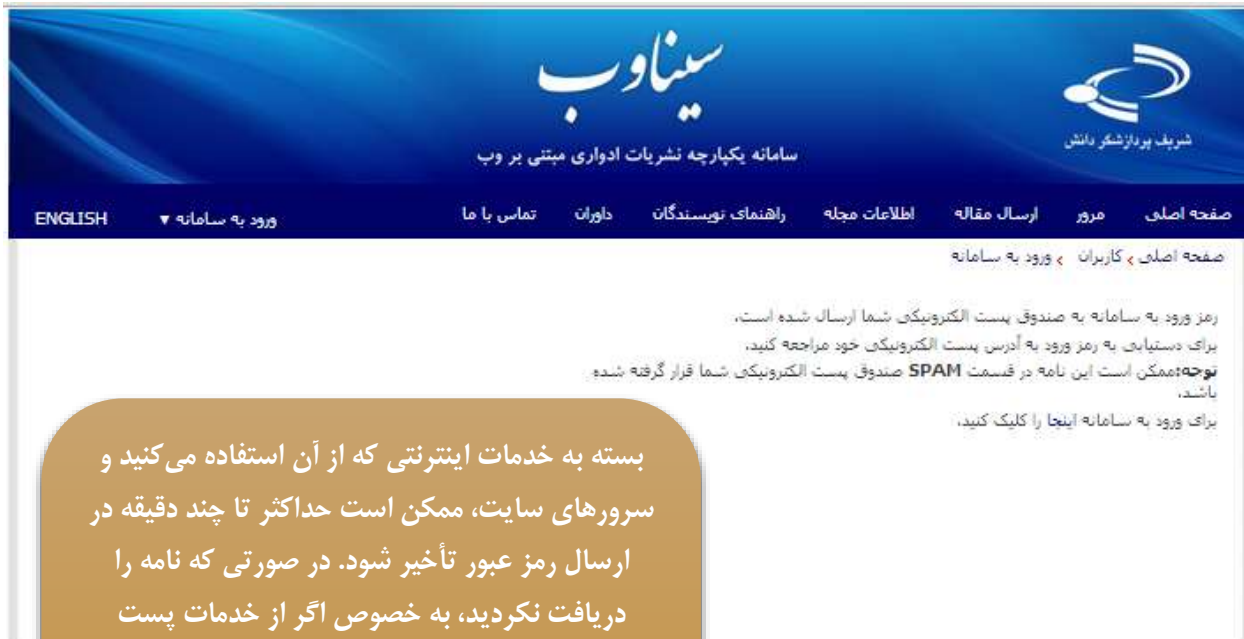 سیناوب
شریف پردازشگر دانش
سامانه یکپارچه نشریات ادواری مبتنی بر وب
صفحه اصلی مرور ارسال مقاله اطلاعات مجله راهنمای نویسندگان داوران تماس با ما ورود به سامانه ▼ ENGLISH
صفحه اصلی › کاربران › ورود به سامانه
رمز ورود به سامانه به صندوق پست الکترونیکی شما ارسال شده است.
برای دستیابی به رمز ورود به آدرس پست الکترونیکی خود مراجعه کنید.
توجه:ممکن است این نامه در قسمت SPAM صندوق پست الکترونیکی شما قرار گرفته شده
باشد.
برای ورود به سامانه اینجا را کلیک کنید.
بسته به خدمات اینترنتی که از آن استفاده می‌کنید و
سرورهای سایت، ممکن است حداکثر تا چند دقیقه در
ارسال رمز عبور تأخیر شود. در صورتی که نامه را
دریافت نکردید، به خصوص اگر از خدمات پست